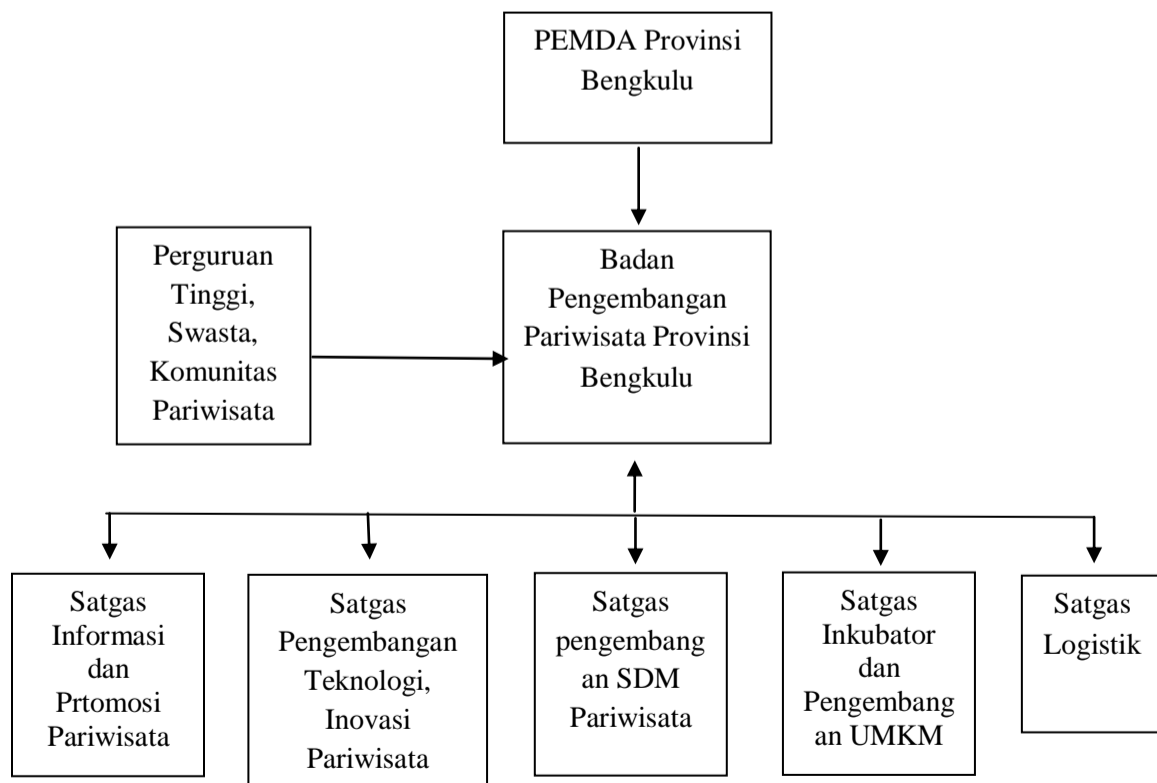 PEMDA Provinsi
Bengkulu
Perguruan
Tinggi,
Swasta,
Komunitas
Pariwisata
Badan
Pengembangan
Pariwisata Provinsi
Bengkulu
Satgas
Informasi
dan
Prtomosi
Pariwisata
Satgas
Pengembangan
Teknologi,
Inovasi
Pariwisata
Satgas
pengembang
an SDM
Pariwisata
Satgas
Inkubator
dan
Pengembang
an UMKM
Satgas
Logistik